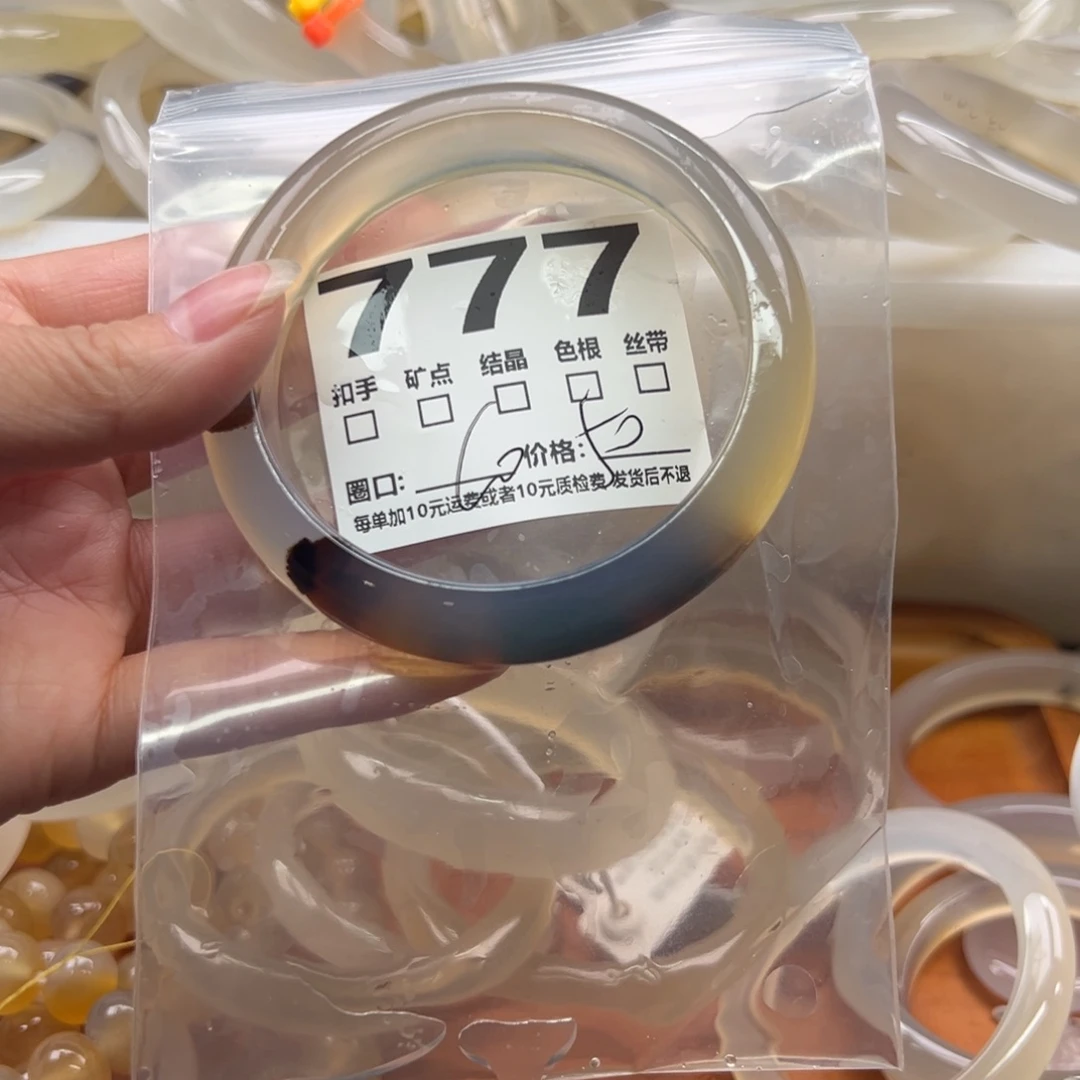 777
扣手 矿点 结晶 色根 丝带
圈口: 价格:
每单加10元运费或者10元质检费 发货后不退